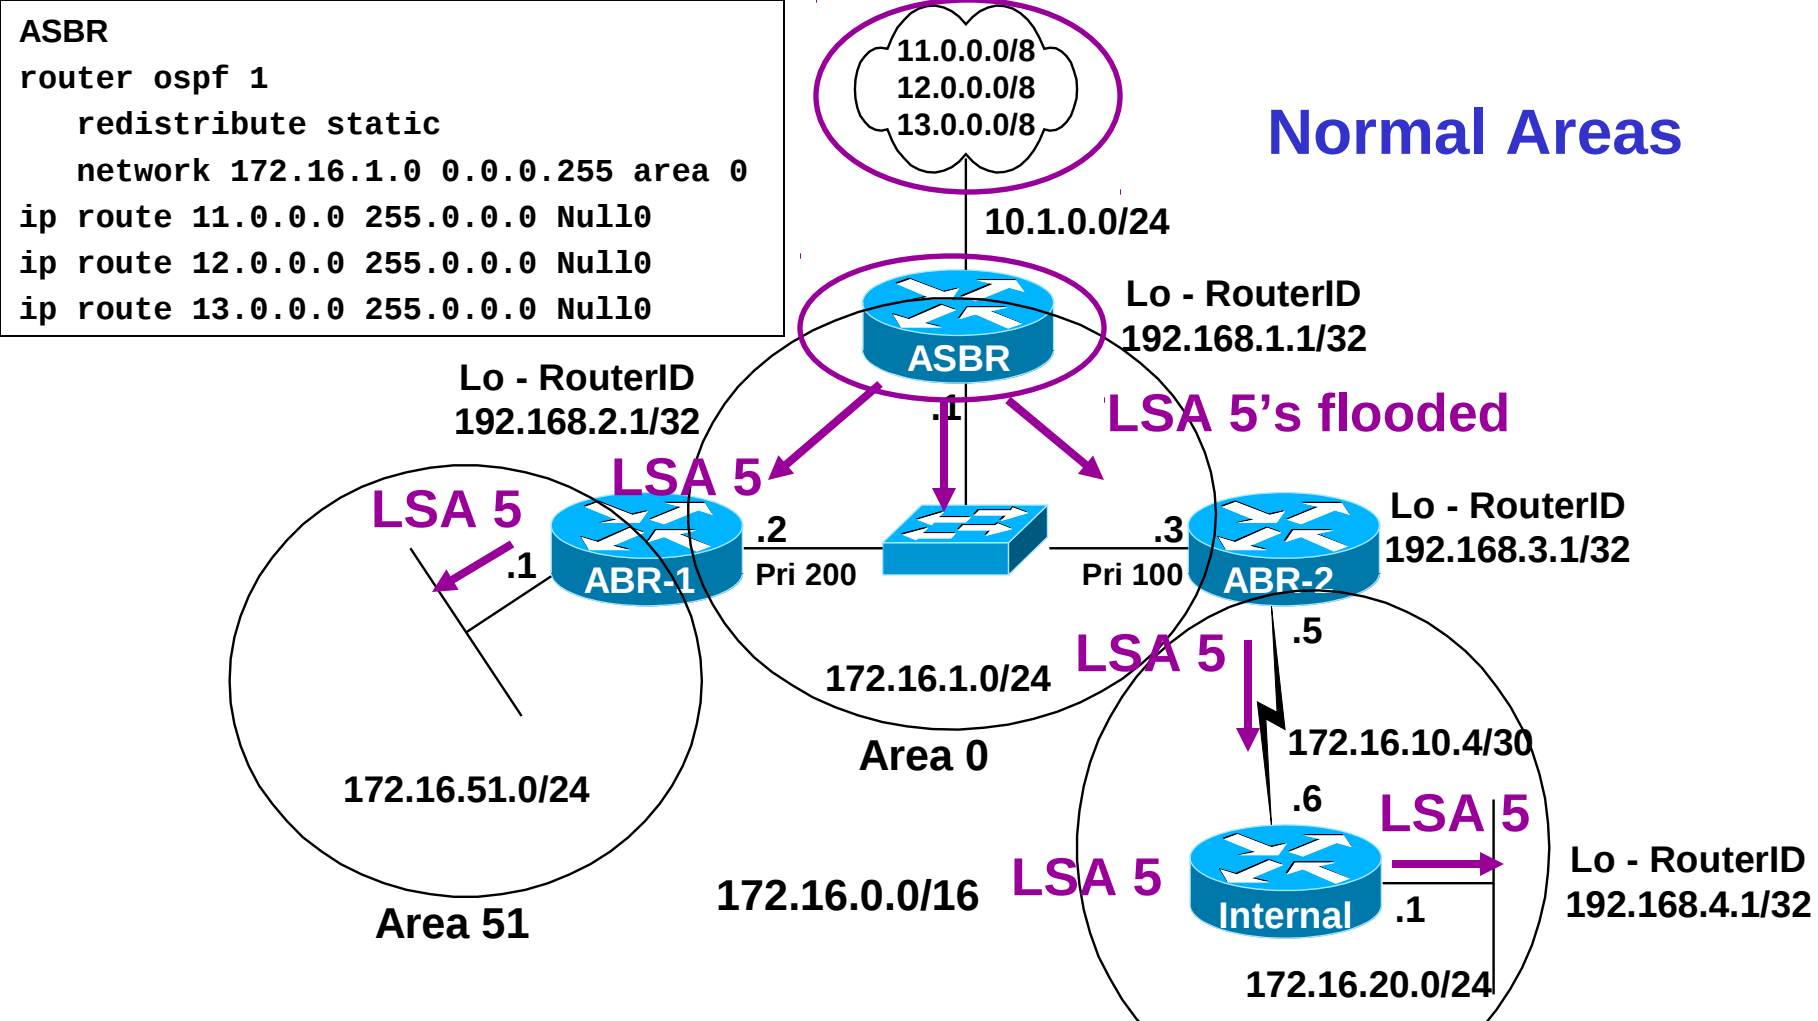 ASBR
router ospf 1
redistribute static
network 172.16.1.0 0.0.0.255 area 0
ip route 11.0.0.0 255.0.0.0 Null0
ip route 12.0.0.0 255.0.0.0 Null0
ip route 13.0.0.0 255.0.0.0 Null0
11.0.0.0/8
12.0.0.0/8
13.0.0.0/8
Normal Areas
10.1.0.0/24
Lo - RouterID
192.168.1.1/32
ASBR
.1
LSA 5’s flooded
Lo - RouterID
192.168.2.1/32
LSA 5
LSA 5
.1
ABR-1
.2
Pri 200
.3
Pri 100
ABR-2
Lo - RouterID
192.168.3.1/32
.5
LSA 5
172.16.1.0/24
Area 0
172.16.10.4/30
172.16.51.0/24
Area 51
.6
LSA 5
LSA 5
172.16.0.0/16
Internal
.1
Lo - RouterID
192.168.4.1/32
172.16.20.0/24